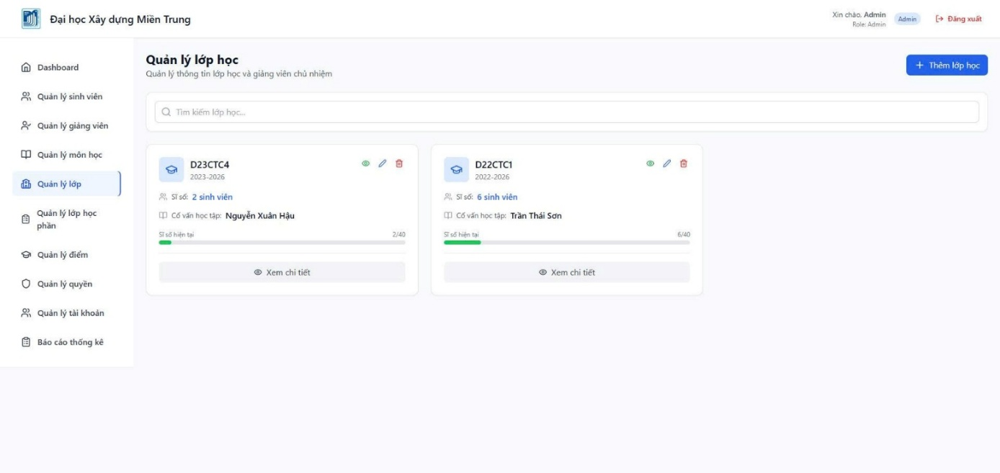 Đại học Xây dựng Miền Trung
Xin chào, Admin
Role: Admin
Admin
Đăng xuất
Dashboard
Quản lý sinh viên
Quản lý giảng viên
Quản lý môn học
Quản lý lớp
Quản lý lớp học
phần
Quản lý điểm
Quản lý quyền
Quản lý tài khoản
Báo cáo thống kê
Quản lý lớp học
Quản lý thông tin lớp học và giảng viên chủ nhiệm
+ Thêm lớp học
Tìm kiếm lớp học...
D23CTC4
2023-2026
Sĩ số: 2 sinh viên
Cố vấn học tập: Nguyễn Xuân Hậu
Sĩ số hiện tại 2/40
Xem chi tiết
D22CTC1
2022-2026
Sĩ số: 6 sinh viên
Cố vấn học tập: Trần Thái Sơn
Sĩ số hiện tại 6/40
Xem chi tiết